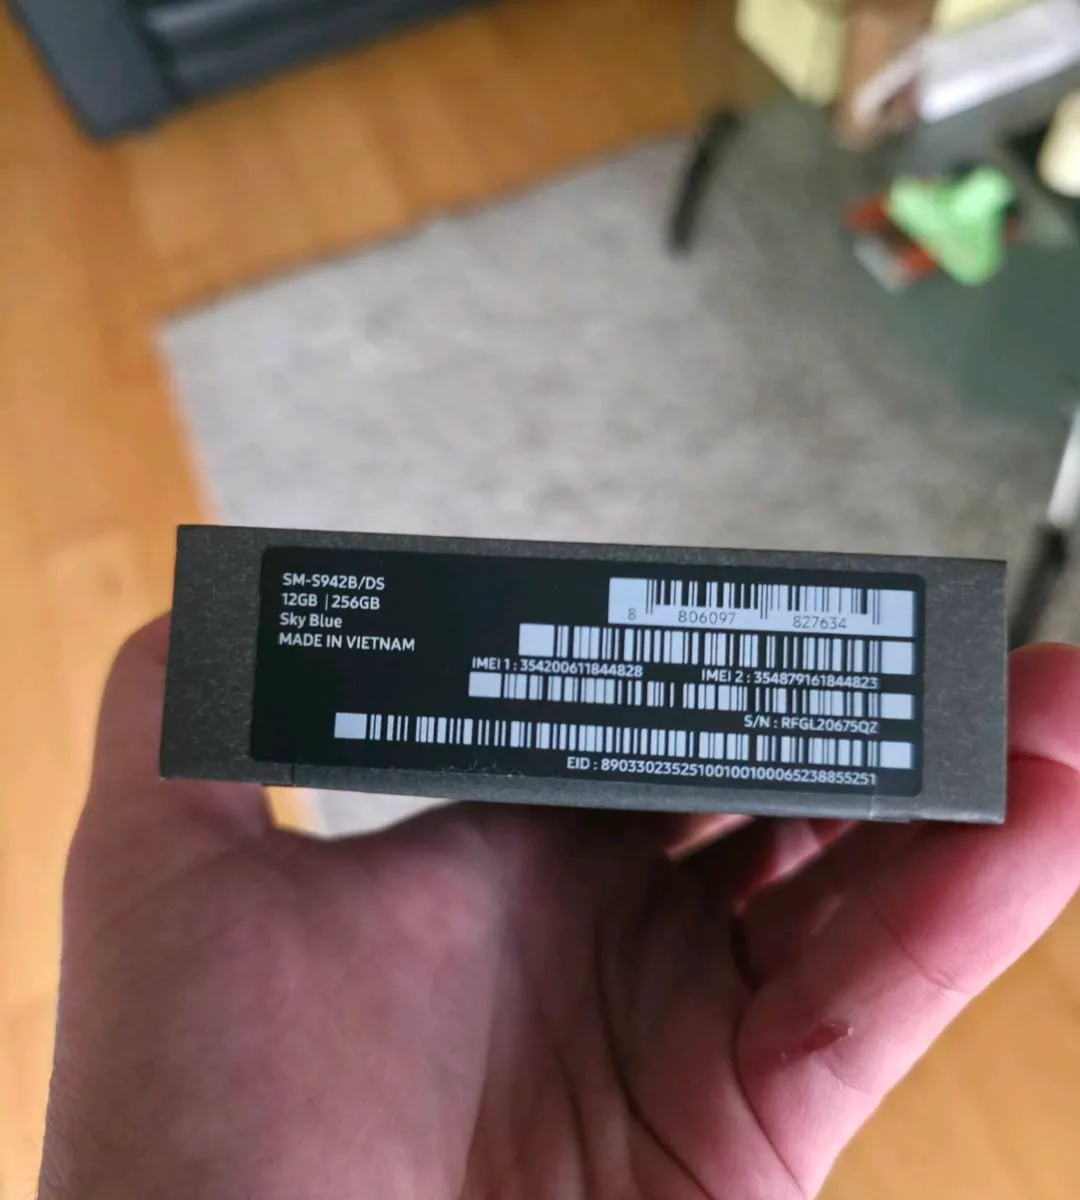 SM-S942B/DS
12GB | 256GB
Sky Blue
MADE IN VIETNAM
8 806097 827634
IMEI 1 : 354200611844828
IMEI 2 : 354879161844823
S/N : RFGL20675QZ
EID : 89033023525100100100065238855251